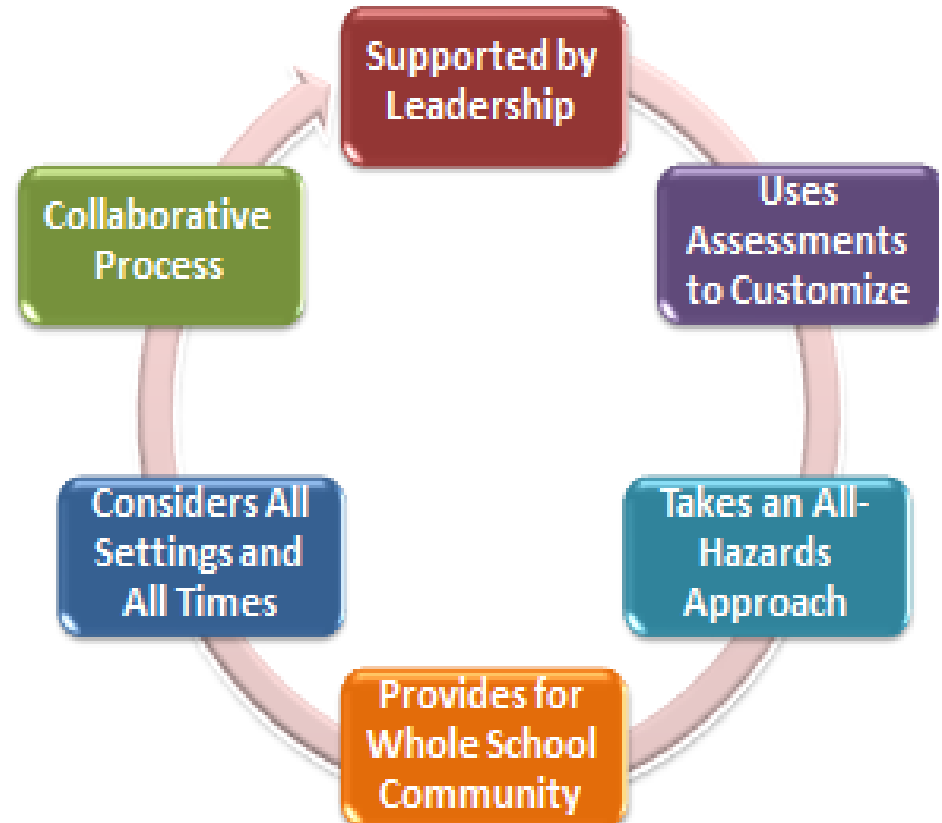 Supported by
Leadership
Uses
Assessments
to Customize
Takes an All-
Hazards
Approach
Provides for
Whole School
Community
Considers All
Settings and
All Times
Collaborative
Process